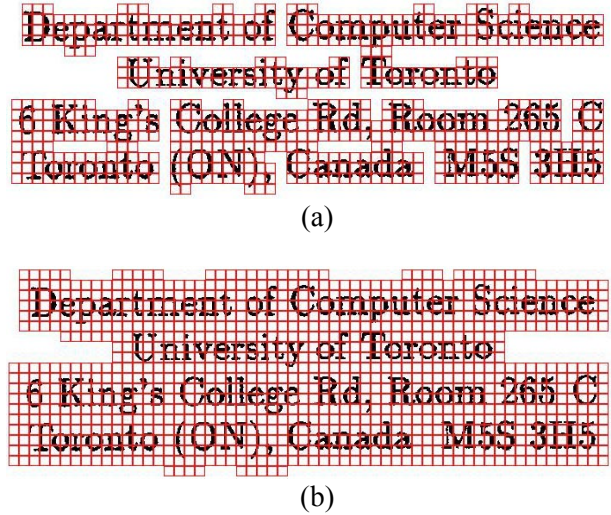 Department of Computer Science
University of Toronto
6 King's College Rd, Room 265 C
Toronto (ON), Canada M5S 3H5
(a)
Department of Computer Science
University of Toronto
6 King's College Rd, Room 265 C
Toronto (ON), Canada M5S 3H5
(b)